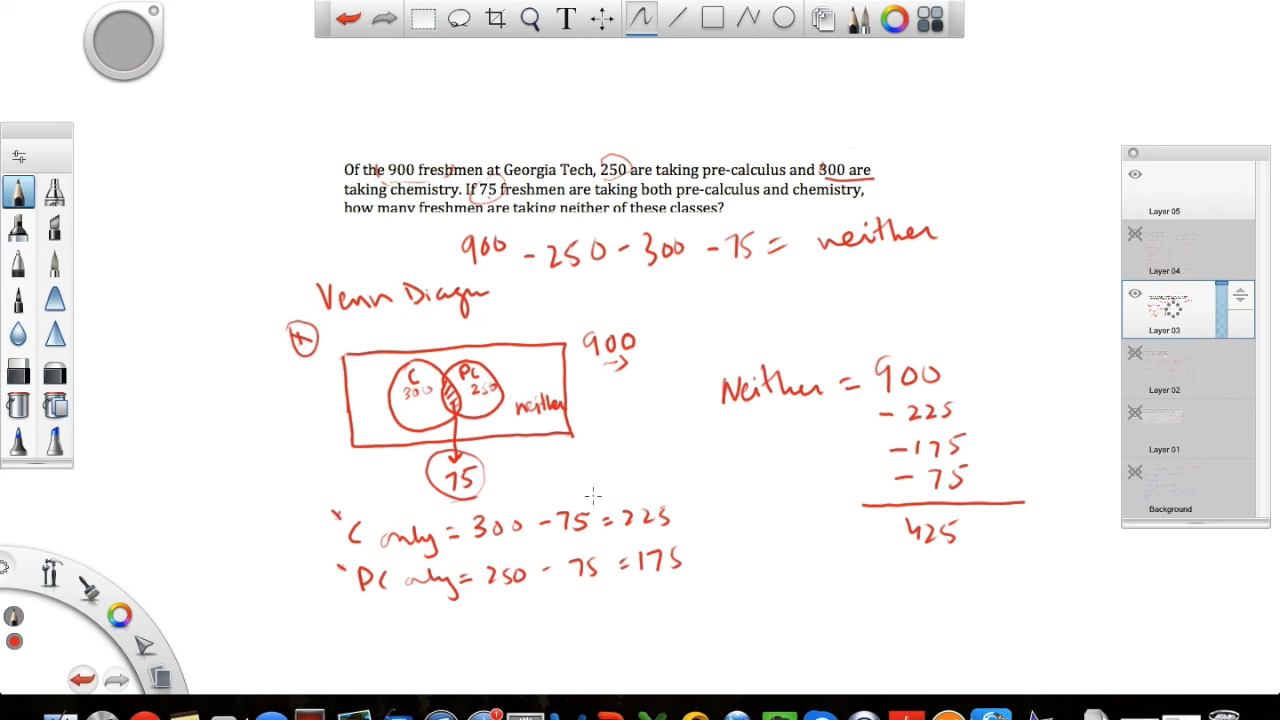 Of the 900 freshmen at Georgia Tech, 250 are taking pre-calculus and 300 are
taking chemistry. If 75 freshmen are taking both pre-calculus and chemistry,
how many freshmen are taking neither of these classes?
900 - 250 - 300 - 75 = neither
Venn Diagm
900
C
300
PC
250
neither
75
* C only = 300 - 75 = 225
* PC only = 250 - 75 = 175
Neither = 900
- 225
- 175
- 75
425
T
Layer 05
Layer 04
Layer 03
Layer 02
Layer 01
Background
1